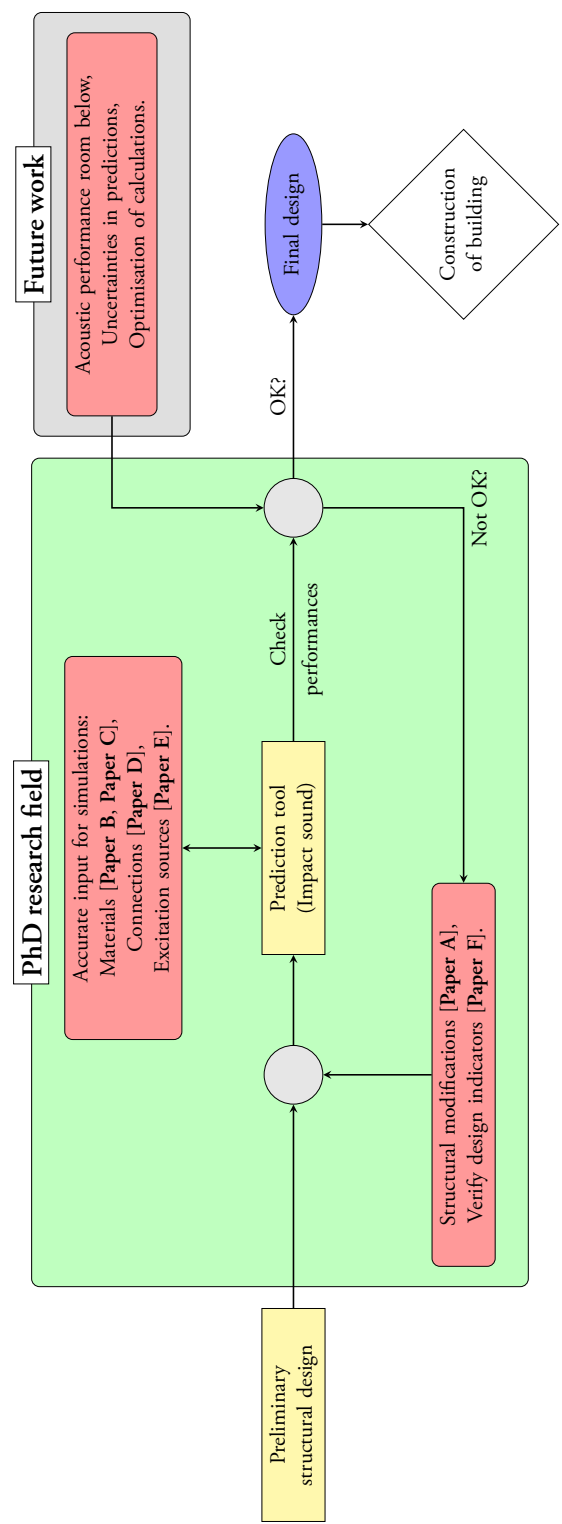 Preliminary
structural design
PhD research field
Accurate input for simulations:
Materials [Paper B, Paper C],
Connections [Paper D],
Excitation sources [Paper E].
Prediction tool
(Impact sound)
Check
performances
Structural modifications [Paper A],
Verify design indicators [Paper F].
Not OK?
OK?
Future work
Acoustic performance room below,
Uncertainties in predictions,
Optimisation of calculations.
Final design
Construction
of building